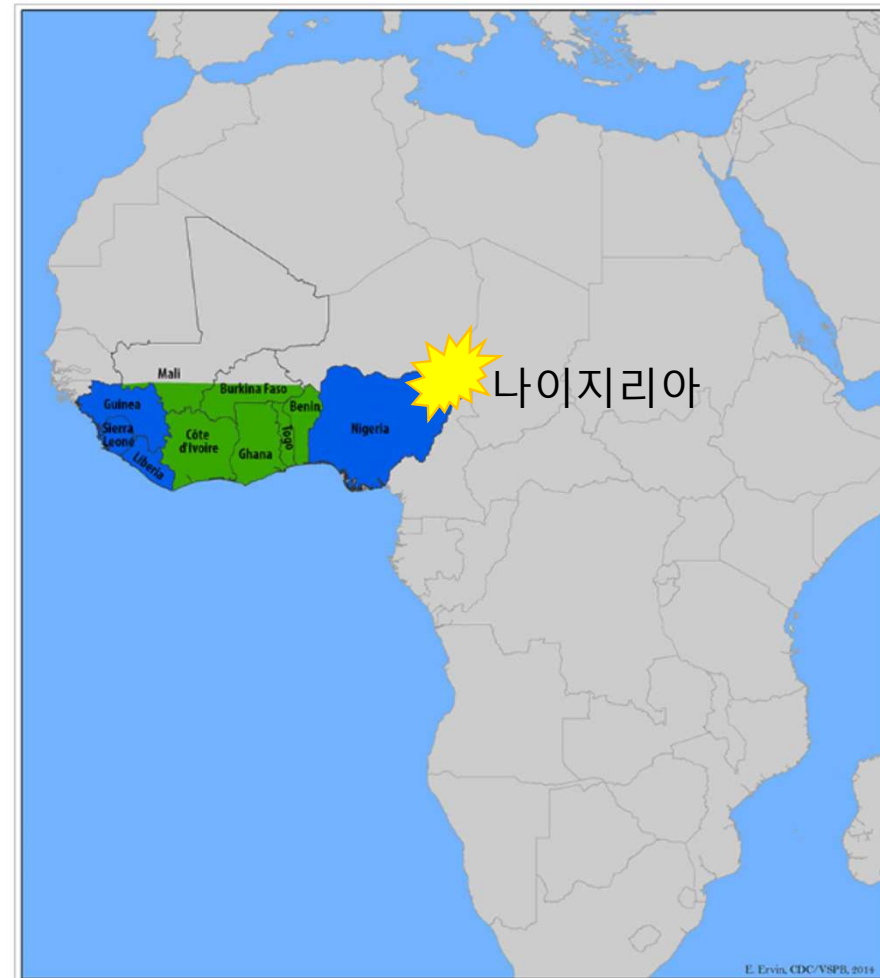 Mali
Burkina Faso
나이지리아
Guinea
Benin
Sierra
Leone
Côte
d'Ivoire
Ghana
Togo
Nigeria
Liberia
E. Ervin, CDC/VSPB, 2014